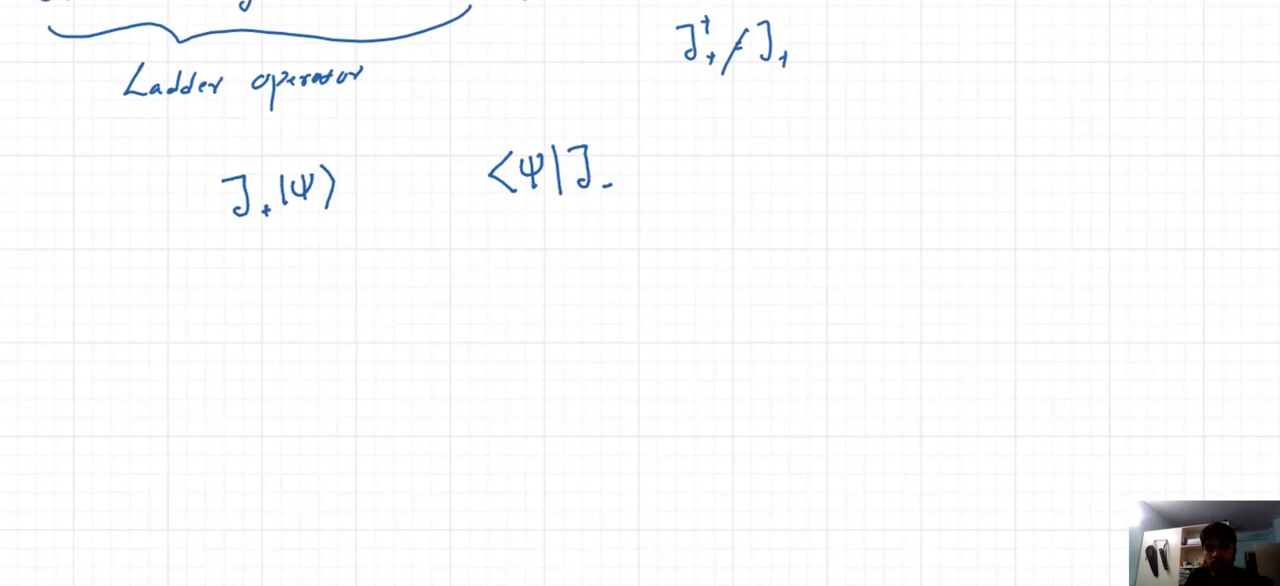 J₊† ≠ J₊
Ladder operator
J₊|Ψ⟩ ⟨Ψ|J₋